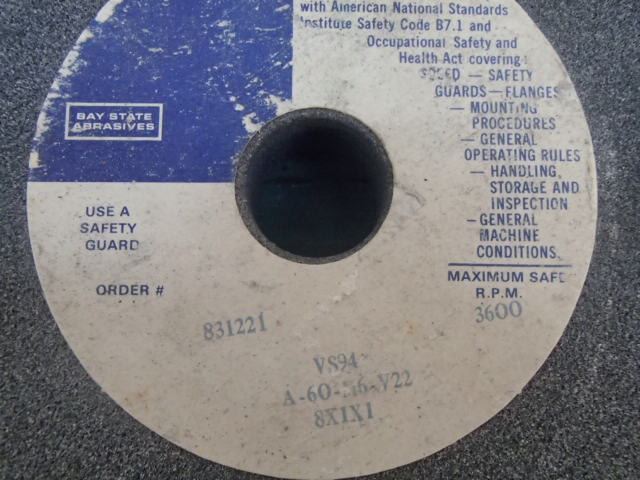 with American National Standards
Institute Safety Code B7.1 and
Occupational Safety and
Health Act covering:
SPEED — SAFETY
GUARDS — FLANGES
— MOUNTING
PROCEDURES
— GENERAL
OPERATING RULES
— HANDLING,
STORAGE AND
INSPECTION
— GENERAL
MACHINE
CONDITIONS.
MAXIMUM SAFE
R.P.M.
3600
BAY STATE
ABRASIVES
USE A
SAFETY
GUARD
ORDER #
831221
VS94
8X1X1